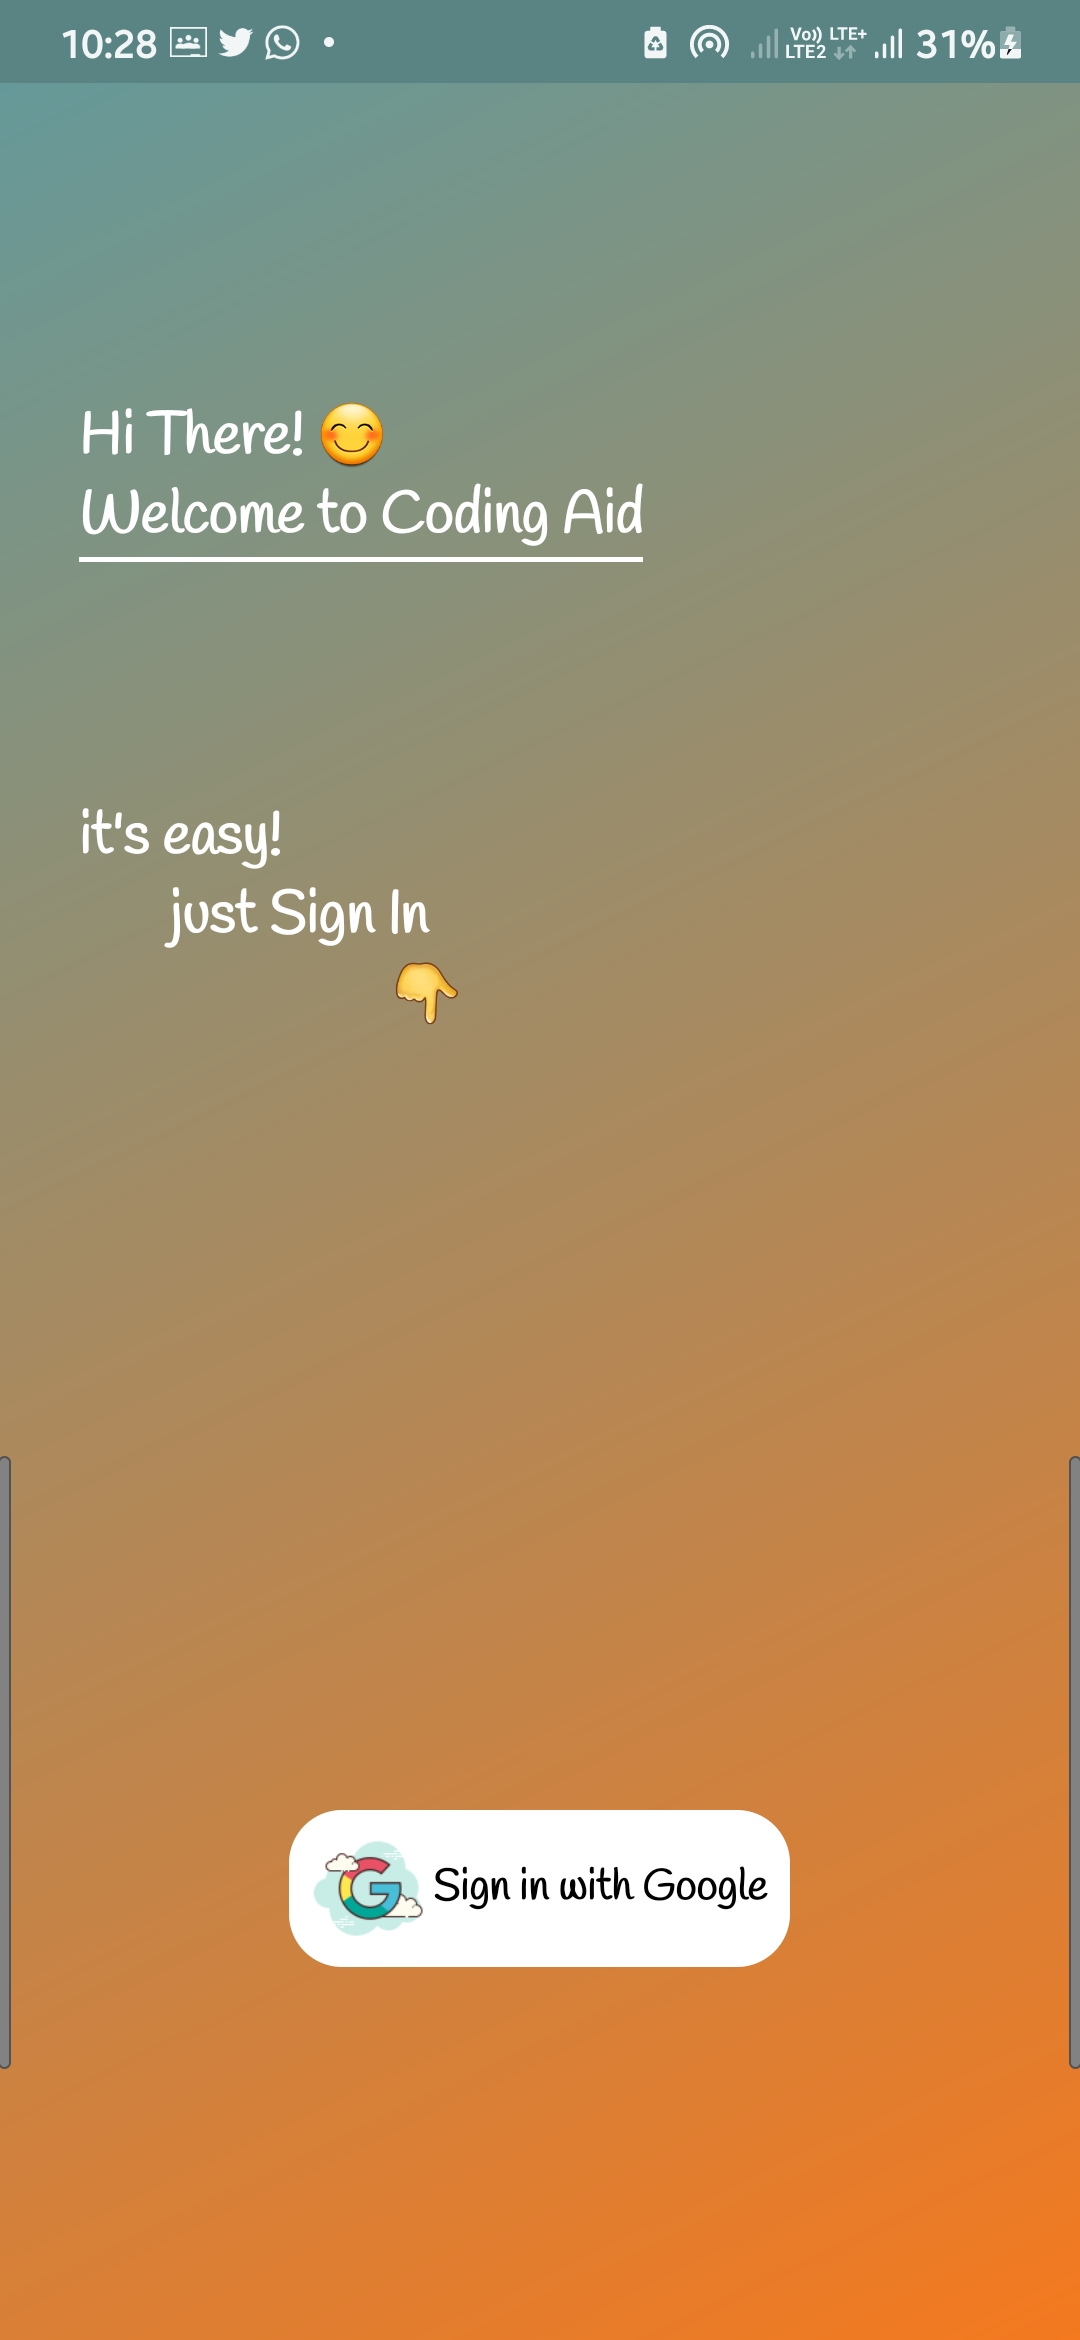 10:28 Vo)) LTE+ 31%
LTE2
Hi There! 😊
Welcome to Coding Aid
it's easy!
just Sign In
👇
Sign in with Google